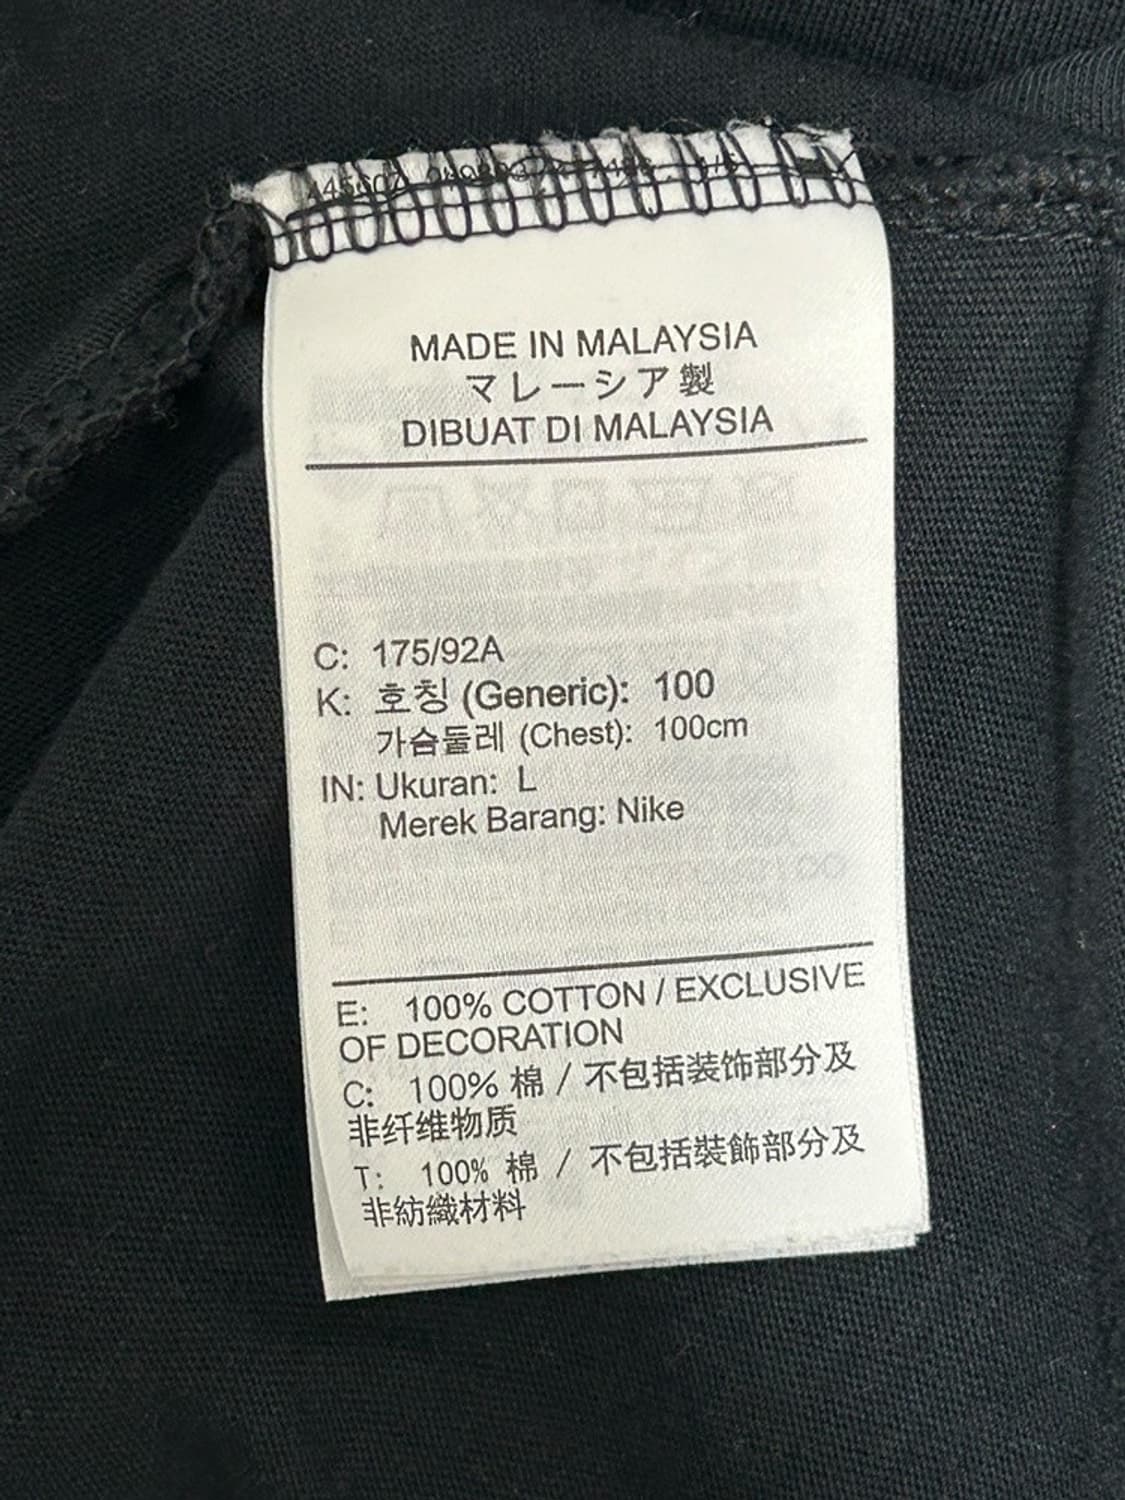 MADE IN MALAYSIA
マレーシア製
DIBUAT DI MALAYSIA
C: 175/92A
K: 호칭 (Generic): 100
가슴둘레 (Chest): 100cm
IN: Ukuran: L
Merek Barang: Nike
E: 100% COTTON / EXCLUSIVE
OF DECORATION
C: 100% 棉 / 不包括装饰部分及
非纤维物质
T: 100% 棉 / 不包括裝飾部分及
非紡織材料